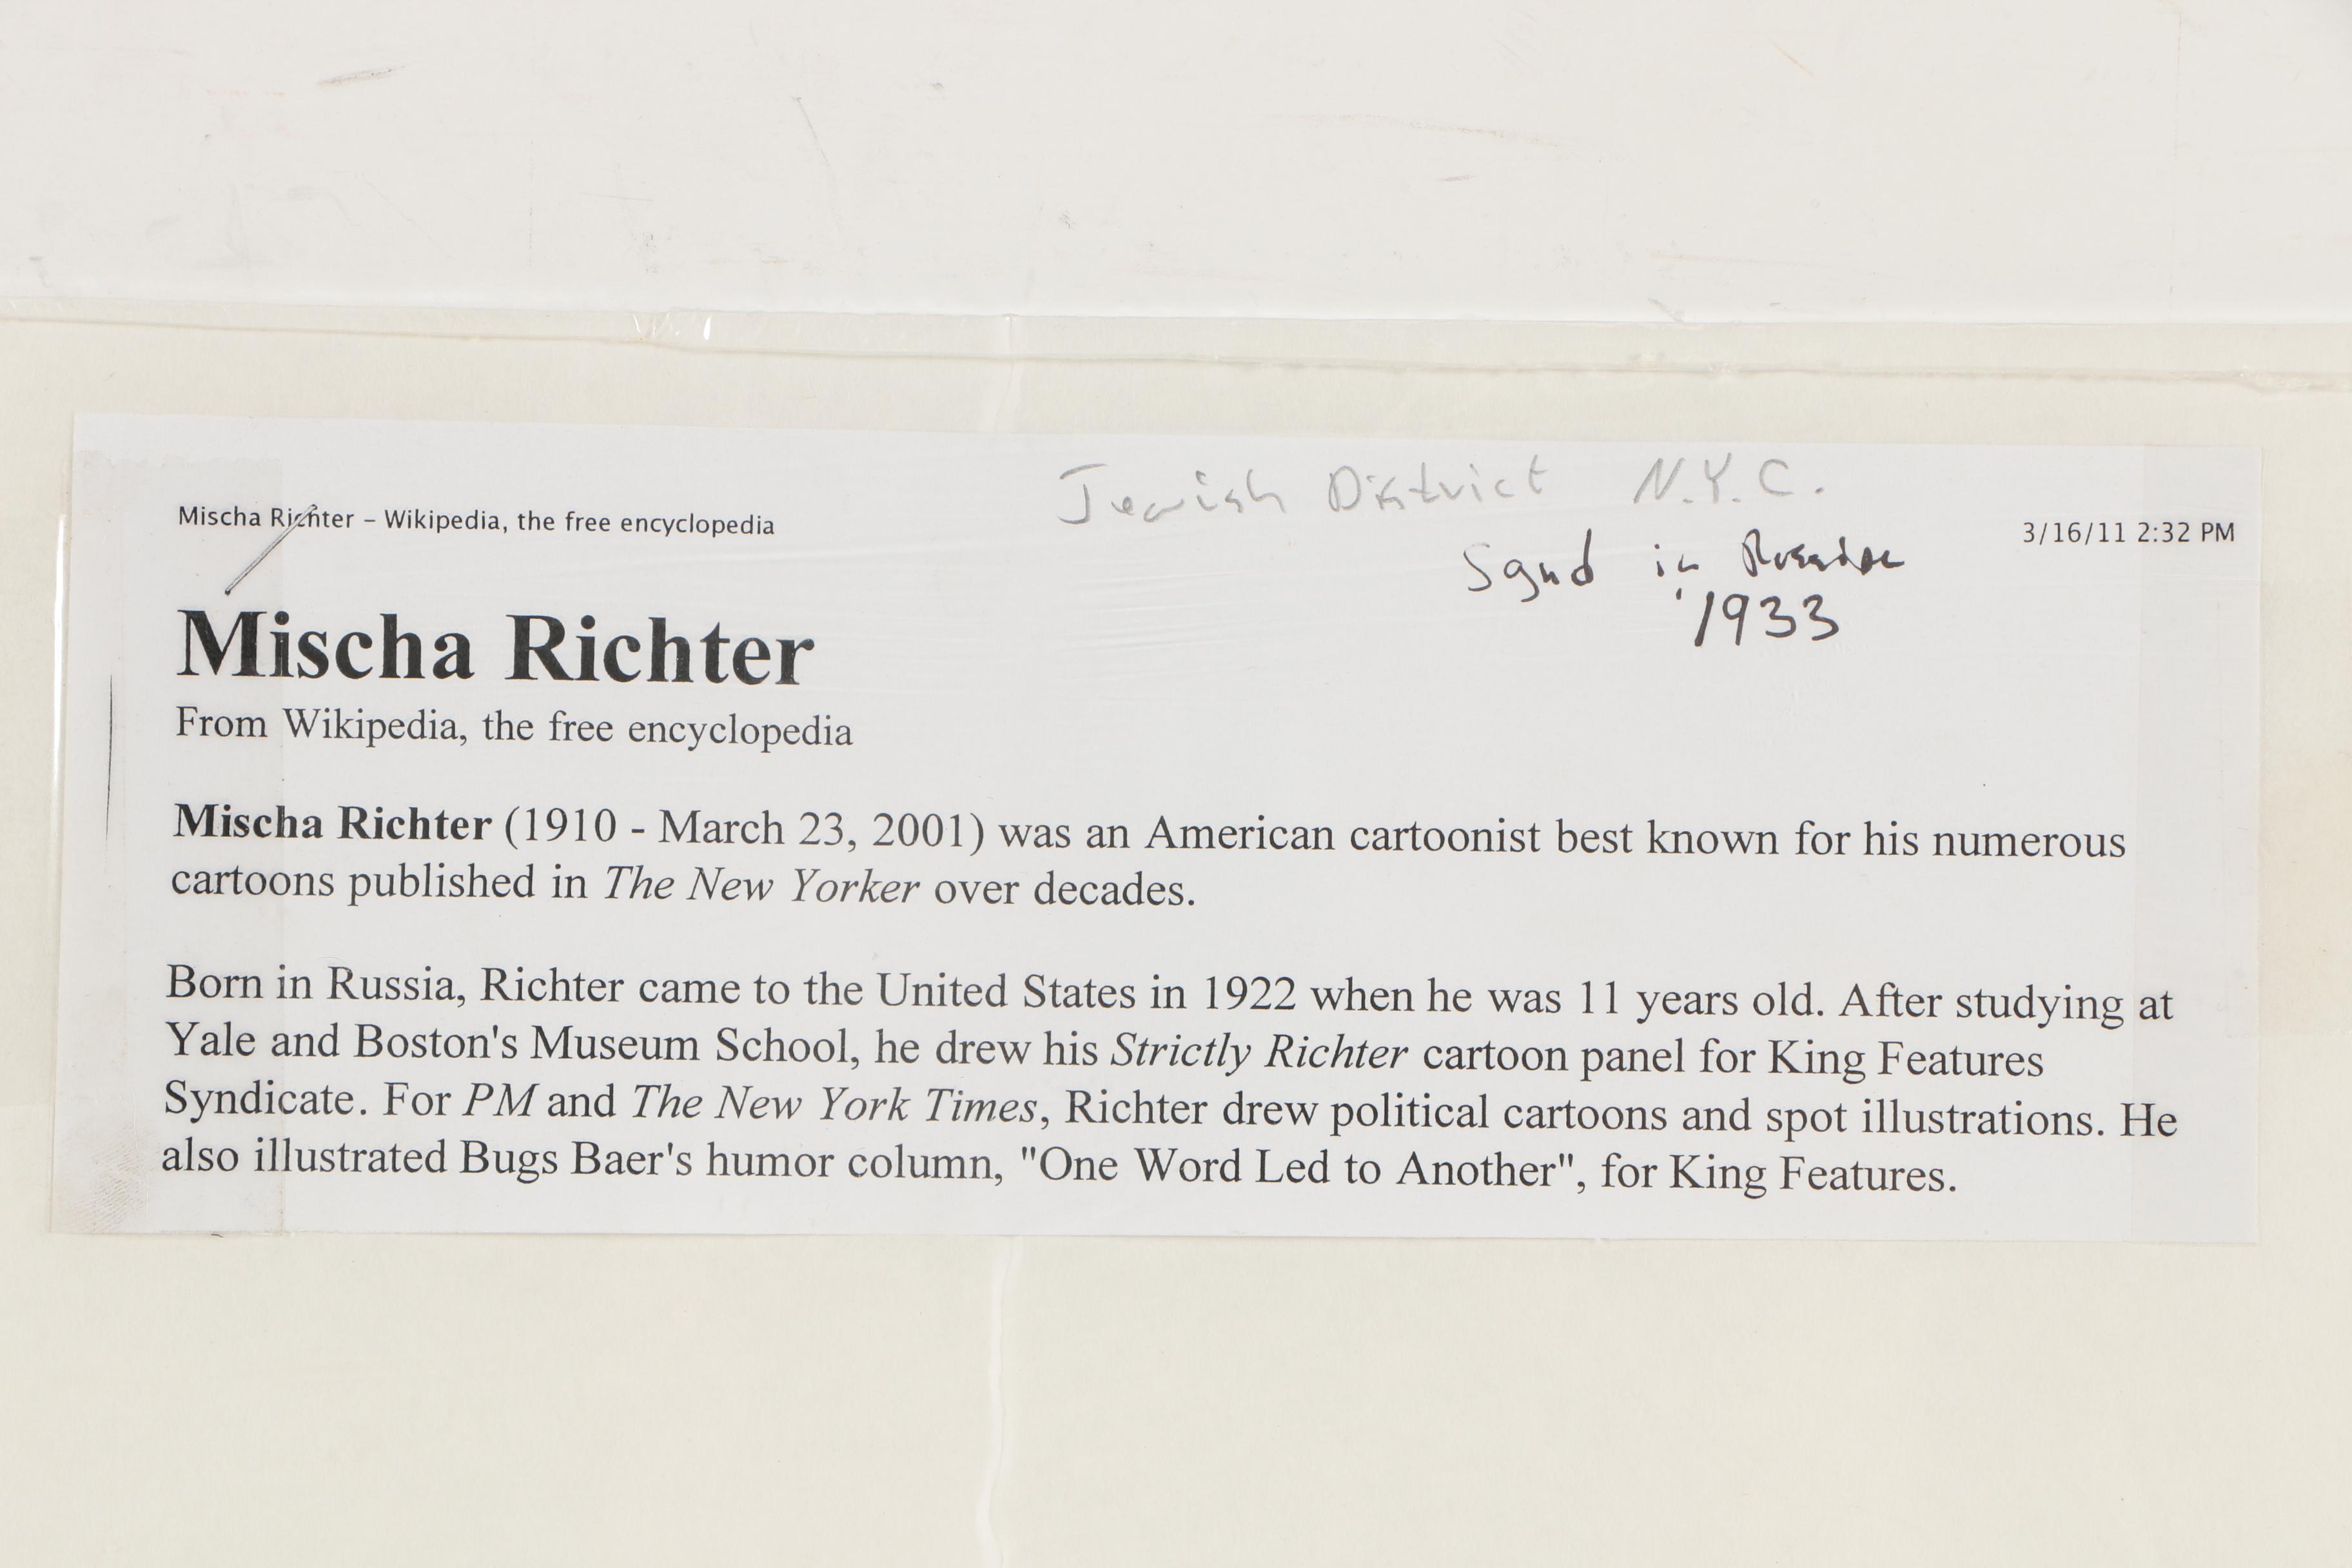 Jewish District N.Y.C.
Mischa Richter – Wikipedia, the free encyclopedia
3/16/11 2:32 PM
Sgnd in Russian
1933
Mischa Richter
From Wikipedia, the free encyclopedia
Mischa Richter (1910 - March 23, 2001) was an American cartoonist best known for his numerous
cartoons published in The New Yorker over decades.
Born in Russia, Richter came to the United States in 1922 when he was 11 years old. After studying at
Yale and Boston's Museum School, he drew his Strictly Richter cartoon panel for King Features
Syndicate. For PM and The New York Times, Richter drew political cartoons and spot illustrations. He
also illustrated Bugs Baer's humor column, "One Word Led to Another", for King Features.